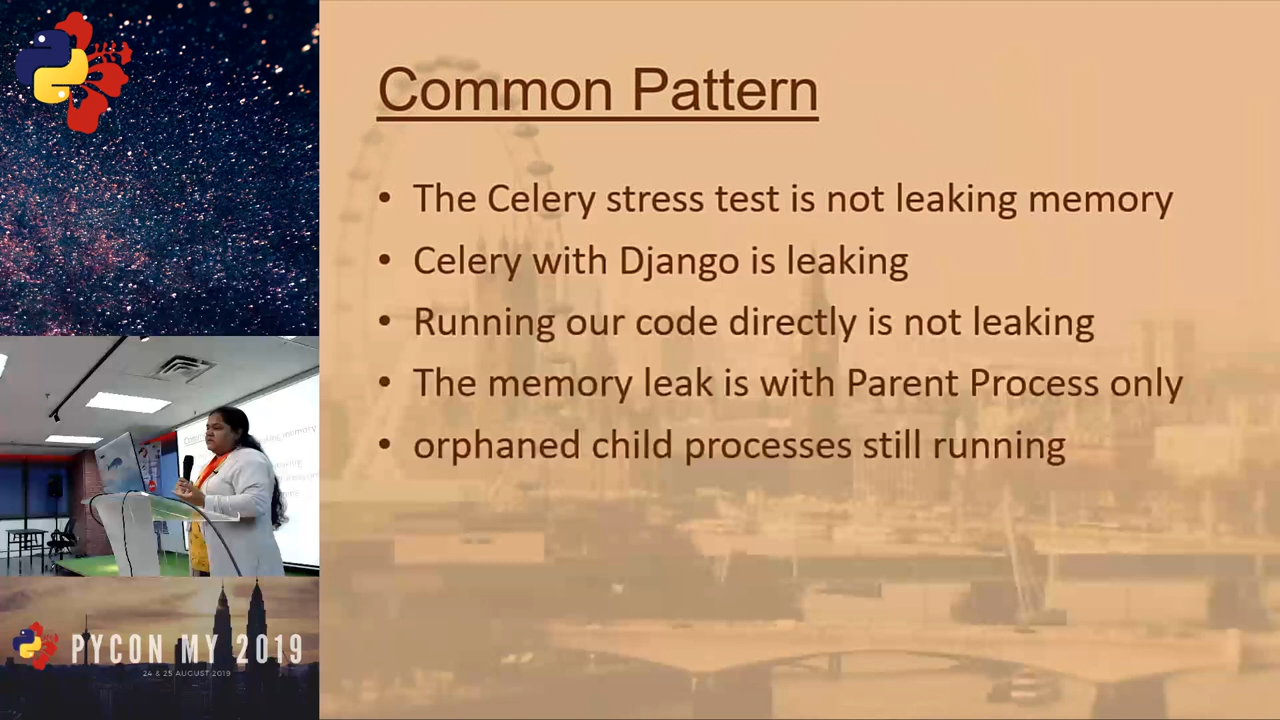 Common Pattern
• The Celery stress test is not leaking memory
• Celery with Django is leaking
• Running our code directly is not leaking
• The memory leak is with Parent Process only
• orphaned child processes still running
PYCON MY 2019
24 & 25 AUGUST 2019